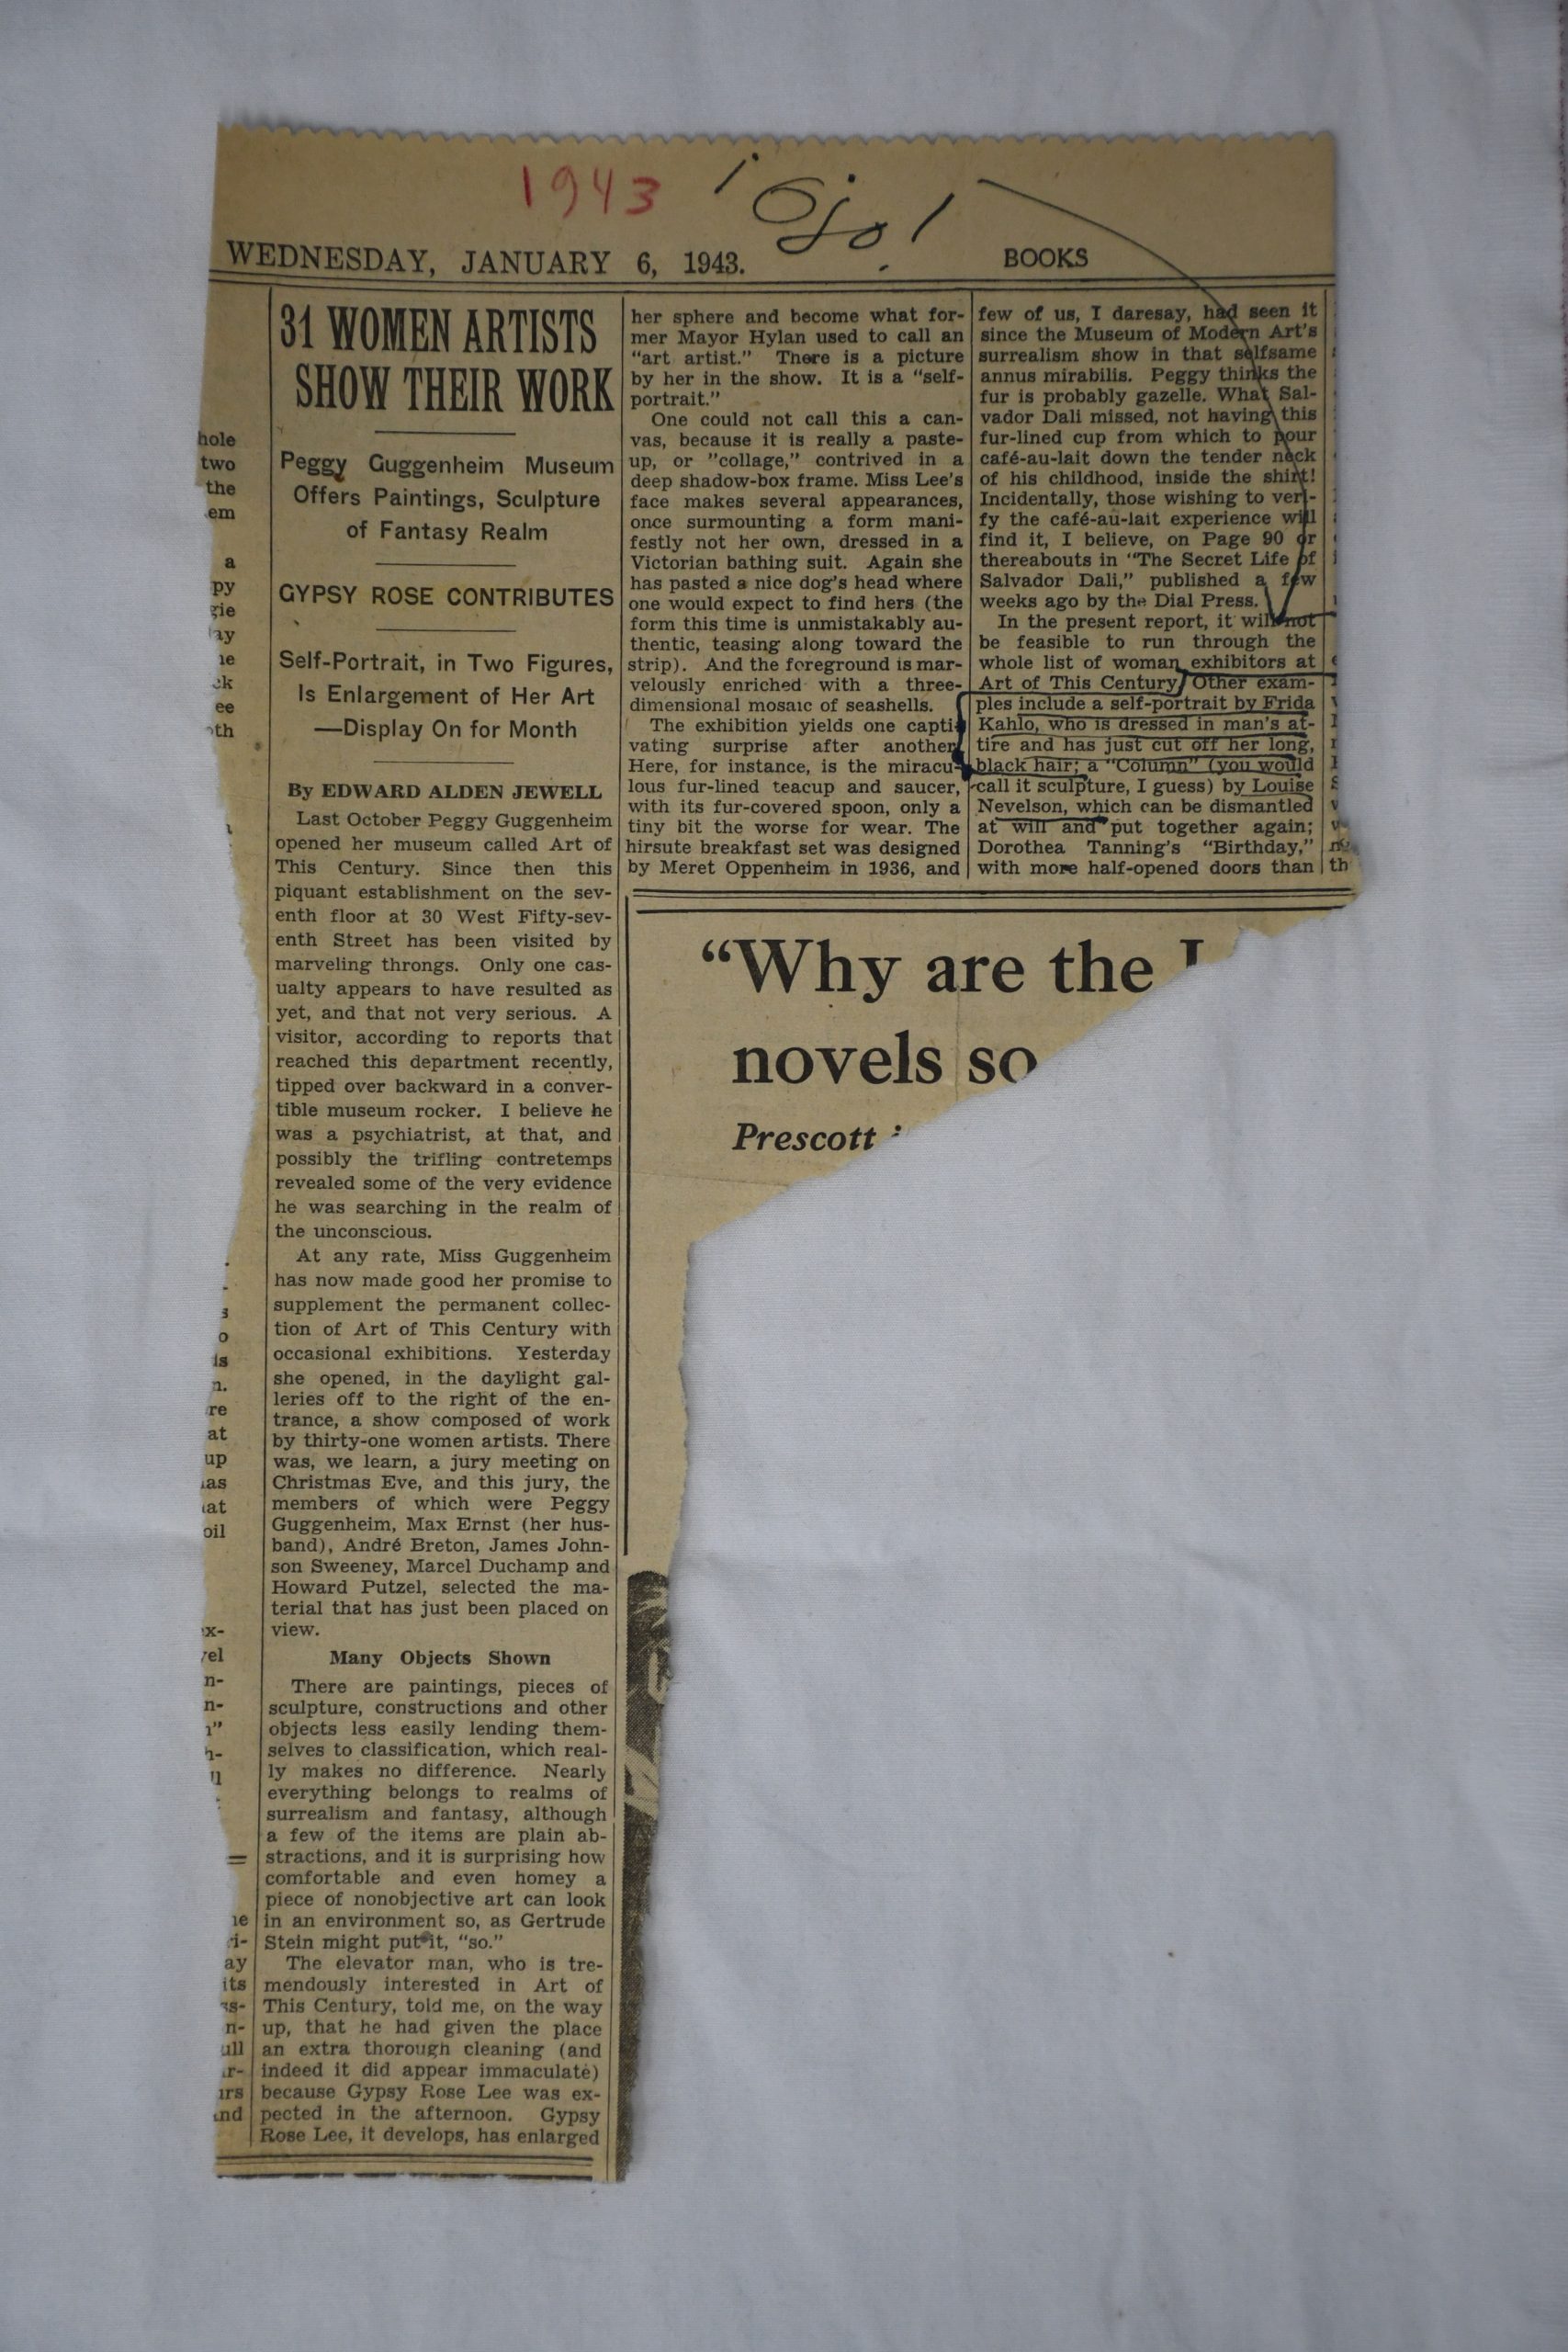 1943 ¡Ojo!
WEDNESDAY, JANUARY 6, 1943.
BOOKS
31 WOMEN ARTISTS
SHOW THEIR WORK
Peggy Guggenheim Museum
Offers Paintings, Sculpture
of Fantasy Realm
GYPSY ROSE CONTRIBUTES
Self-Portrait, in Two Figures,
Is Enlargement of Her Art
—Display On for Month
By EDWARD ALDEN JEWELL
Last October Peggy Guggenheim
opened her museum called Art of
This Century. Since then this
piquant establishment on the sev-
enth floor at 30 West Fifty-sev-
enth Street has been visited by
marveling throngs. Only one cas-
ualty appears to have resulted as
yet, and that not very serious. A
visitor, according to reports that
reached this department recently,
tipped over backward in a conver-
tible museum rocker. I believe he
was a psychiatrist, at that, and
possibly the trifling contretemps
revealed some of the very evidence
he was searching in the realm of
the unconscious.
At any rate, Miss Guggenheim
has now made good her promise to
supplement the permanent collec-
tion of Art of This Century with
occasional exhibitions. Yesterday
she opened, in the daylight gal-
leries off to the right of the en-
trance, a show composed of work
by thirty-one women artists. There
was, we learn, a jury meeting on
Christmas Eve, and this jury, the
members of which were Peggy
Guggenheim, Max Ernst (her hus-
band), André Breton, James John-
son Sweeney, Marcel Duchamp and
Howard Putzel, selected the ma-
terial that has just been placed on
view.
Many Objects Shown
There are paintings, pieces of
sculpture, constructions and other
objects less easily lending them-
selves to classification, which real-
ly makes no difference. Nearly
everything belongs to realms of
surrealism and fantasy, although
a few of the items are plain ab-
stractions, and it is surprising how
comfortable and even homey a
piece of nonobjective art can look
in an environment so, as Gertrude
Stein might put it, "so."
The elevator man, who is tre-
mendously interested in Art of
This Century, told me, on the way
up, that he had given the place
an extra thorough cleaning (and
indeed it did appear immaculate)
because Gypsy Rose Lee was ex-
pected in the afternoon. Gypsy
Rose Lee, it develops, has enlarged
her sphere and become what for-
mer Mayor Hylan used to call an
"art artist." There is a picture
by her in the show. It is a "self-
portrait."
One could not call this a can-
vas, because it is really a paste-
up, or "collage," contrived in a
deep shadow-box frame. Miss Lee's
face makes several appearances,
once surmounting a form mani-
festly not her own, dressed in a
Victorian bathing suit. Again she
has pasted a nice dog's head where
one would expect to find hers (the
form this time is unmistakably au-
thentic, teasing along toward the
strip). And the foreground is mar-
velously enriched with a three-
dimensional mosaic of seashells.
The exhibition yields one capti-
vating surprise after another.
Here, for instance, is the miracu-
lous fur-lined teacup and saucer,
with its fur-covered spoon, only a
tiny bit the worse for wear. The
hirsute breakfast set was designed
by Meret Oppenheim in 1936, and
few of us, I daresay, had seen it
since the Museum of Modern Art's
surrealism show in that selfsame
annus mirabilis. Peggy thinks the
fur is probably gazelle. What Sal-
vador Dali missed, not having this
fur-lined cup from which to pour
café-au-lait down the tender neck
of his childhood, inside the shirt!
Incidentally, those wishing to veri-
fy the café-au-lait experience will
find it, I believe, on Page 90 or
thereabouts in "The Secret Life of
Salvador Dali," published a few
weeks ago by the Dial Press.
In the present report, it will not
be feasible to run through the
whole list of woman exhibitors at
Art of This Century. Other exam-
ples include a self-portrait by Frida
Kahlo, who is dressed in man's at-
tire and has just cut off her long,
black hair; a "Column" (you would
call it sculpture, I guess) by Louise
Nevelson, which can be dismantled
at will and put together again;
Dorothea Tanning's "Birthday,"
with more half-opened doors than
"Why are the
novels so
Prescott
hole
two
the
em
a
py
gie
ay
ck
ee
oth
is
n.
re
at
up
as
at
oil
x-
el
n-
n-
ay
its
n-
all
r-
urs
and
th